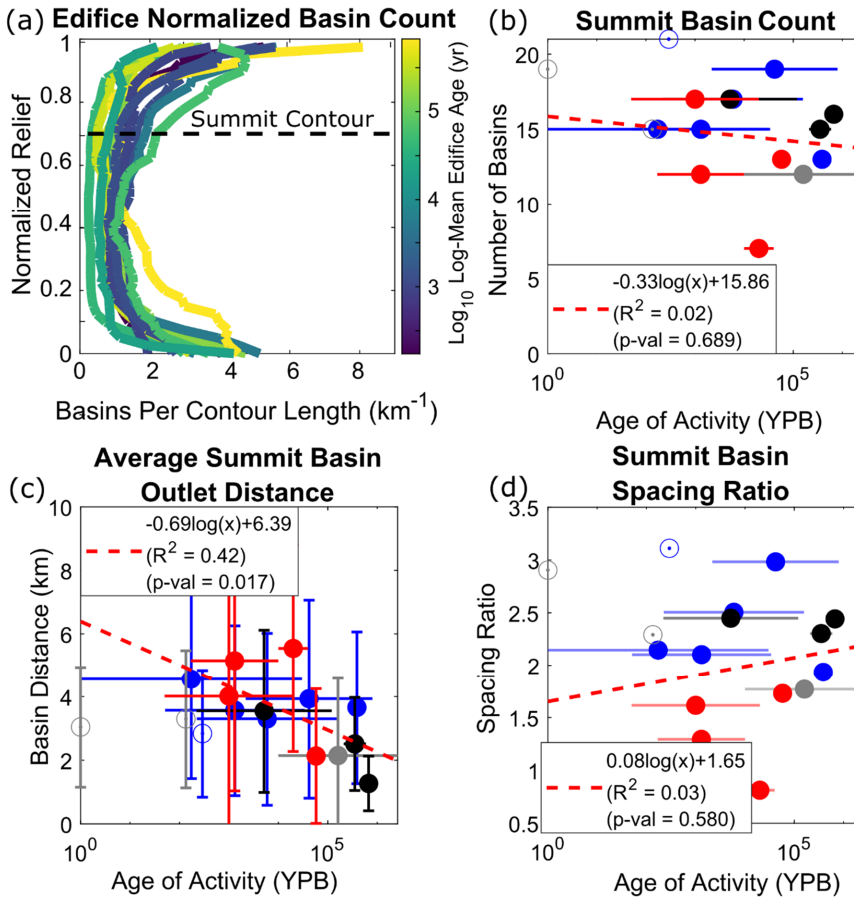 (a) Edifice Normalized Basin Count
1
0.8
0.6
0.4
0.2
0
Normalized Relief
Summit Contour
0
2
4
6
8
Basins Per Contour Length (km-1)
5
4
3
Log10 Log-Mean Edifice Age (yr)
(b) Summit Basin Count
20
15
10
5
0
Number of Basins
-0.33log(x)+15.86
(R2 = 0.02)
(p-val = 0.689)
100
105
Age of Activity (YPB)
(c) Average Summit Basin
Outlet Distance
10
8
6
4
2
0
Basin Distance (km)
-0.69log(x)+6.39
(R2 = 0.42)
(p-val = 0.017)
100
105
Age of Activity (YPB)
(d) Summit Basin
Spacing Ratio
3.5
3
2.5
2
1.5
1
0.5
Spacing Ratio
0.08log(x)+1.65
(R2 = 0.03)
(p-val = 0.580)
100
105
Age of Activity (YPB)